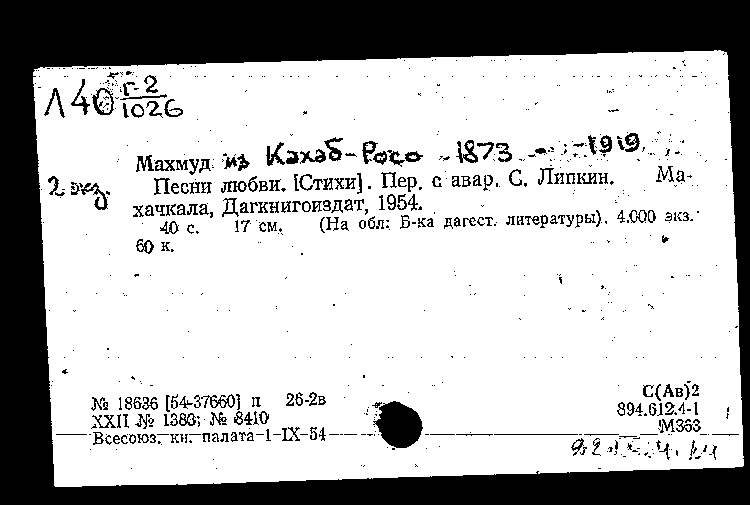 Л40 Г-2
1026
Махмуд из Кахаб-Росо - 1873 - 1919.
2 экз. Песни любви. [Стихи]. Пер. с авар. С. Липкин. Ма-
хачкала, Дагкнигоиздат, 1954.
40 с. 17 см. (На обл: Б-ка дагест. литературы). 4.000 экз.
60 к.
№ 18636 [54-37660] п 26-2в
XXII № 1383; № 8410
Всесоюз. кн. палата-1-IX-54
С(Ав)2
894.612.4-1
М363